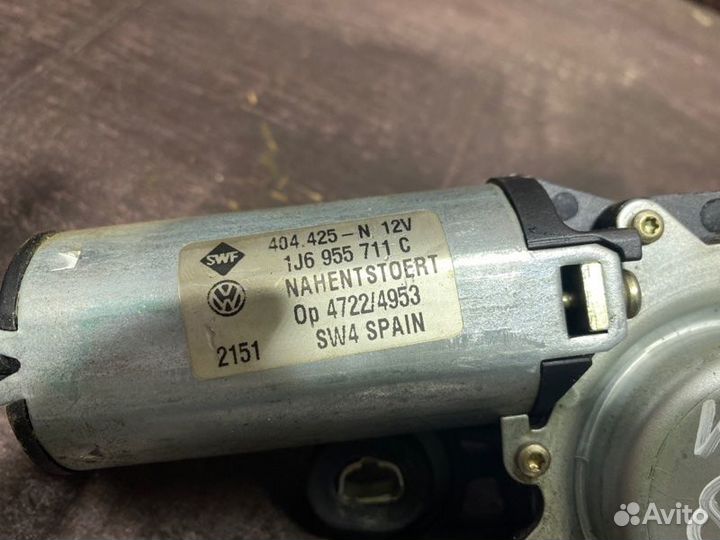 SWF 404.425-N 12V
1J6 955 711 C
NAHENTSTOERT
Op 4722/4953
2151 SW4 SPAIN
Avito